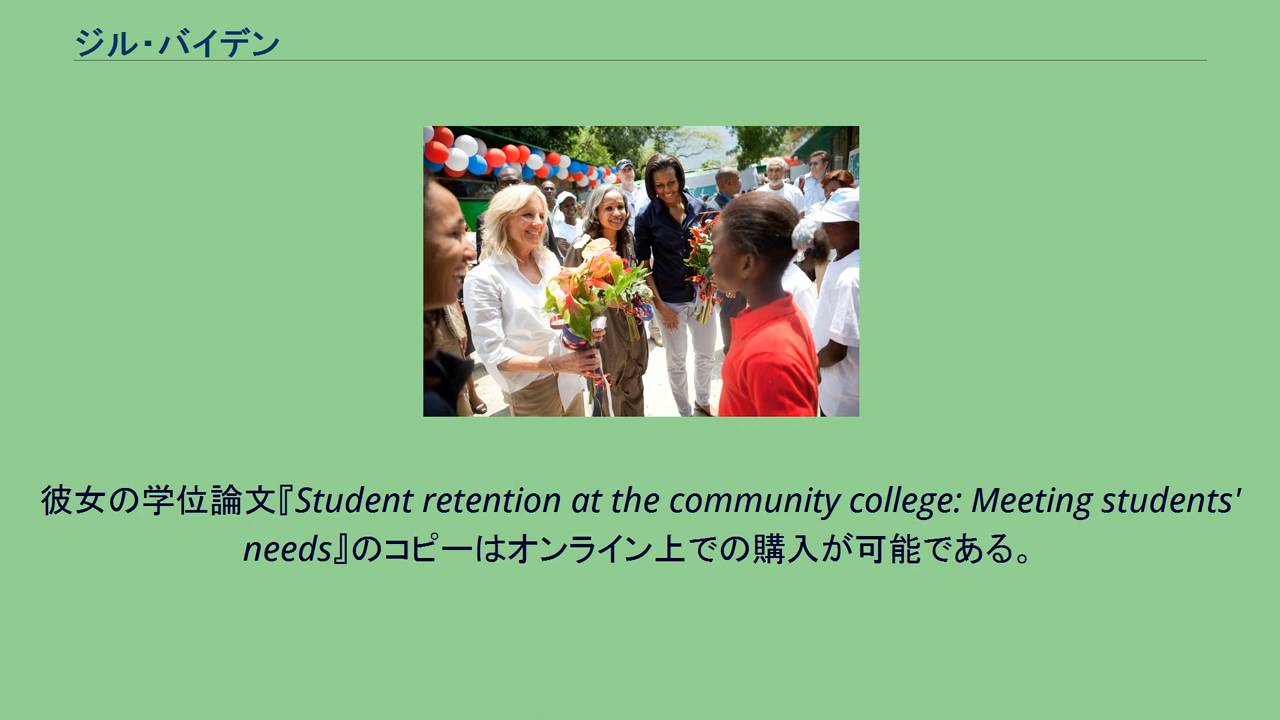 ジル・バイデン
彼女の学位論文『Student retention at the community college: Meeting students'
needs』のコピーはオンライン上での購入が可能である。